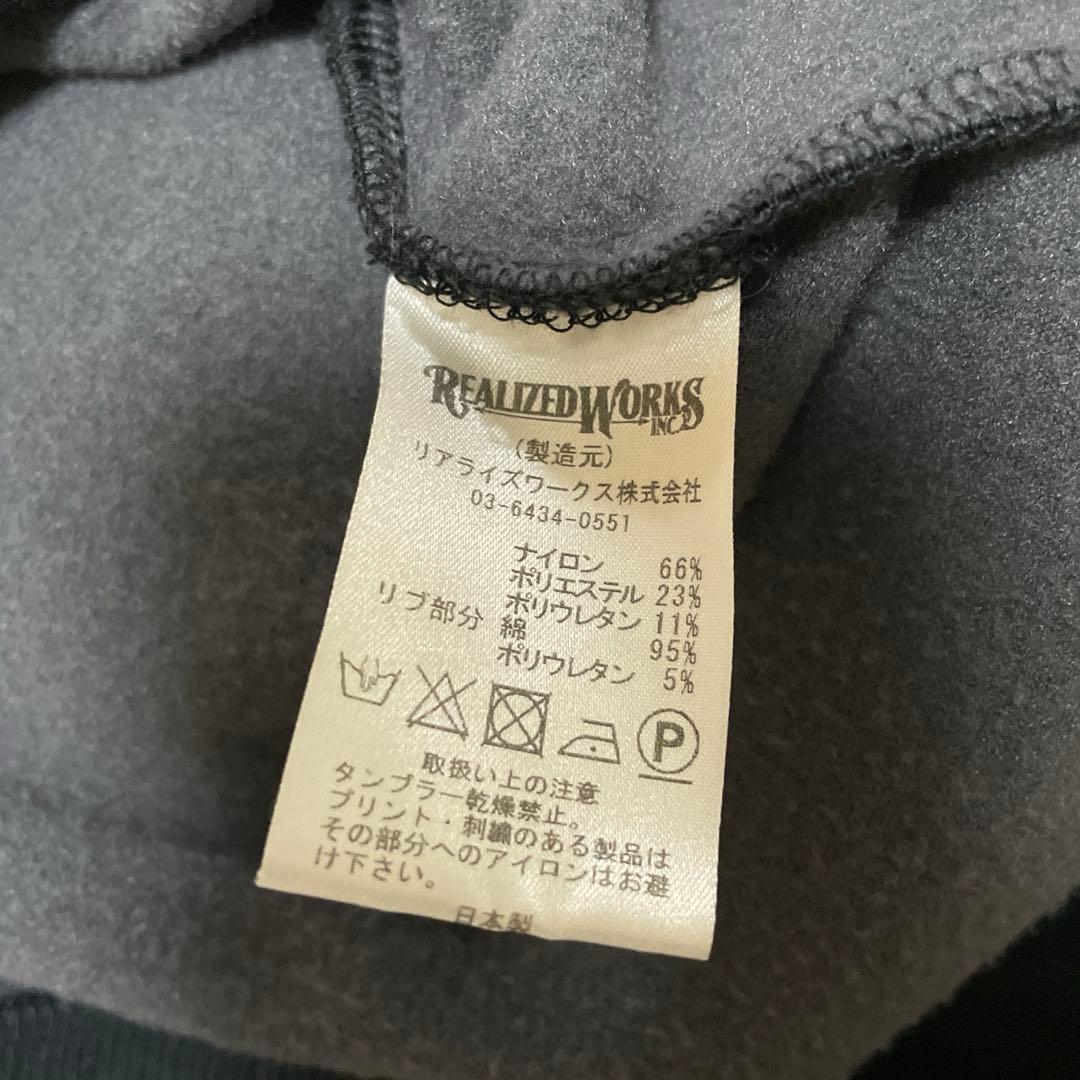 REALIZEDWORKS
INC.
(製造元)
リアライズワークス株式会社
03-6434-0551
ナイロン 66%
ポリエステル 23%
ポリウレタン 11%
リブ部分 綿 95%
ポリウレタン 5%
P
取扱い上の注意
タンブラー乾燥禁止。
プリント・刺繍のある製品は
その部分へのアイロンはお避
け下さい。
日本製